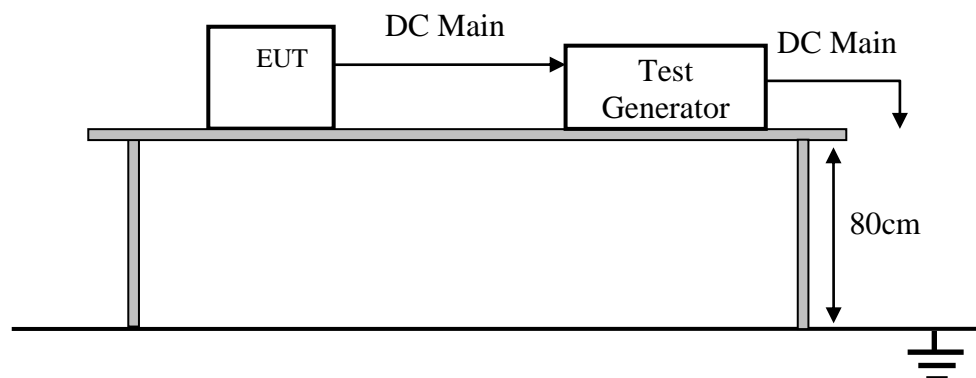 DC Main
EUT
DC Main
Test
Generator
80cm